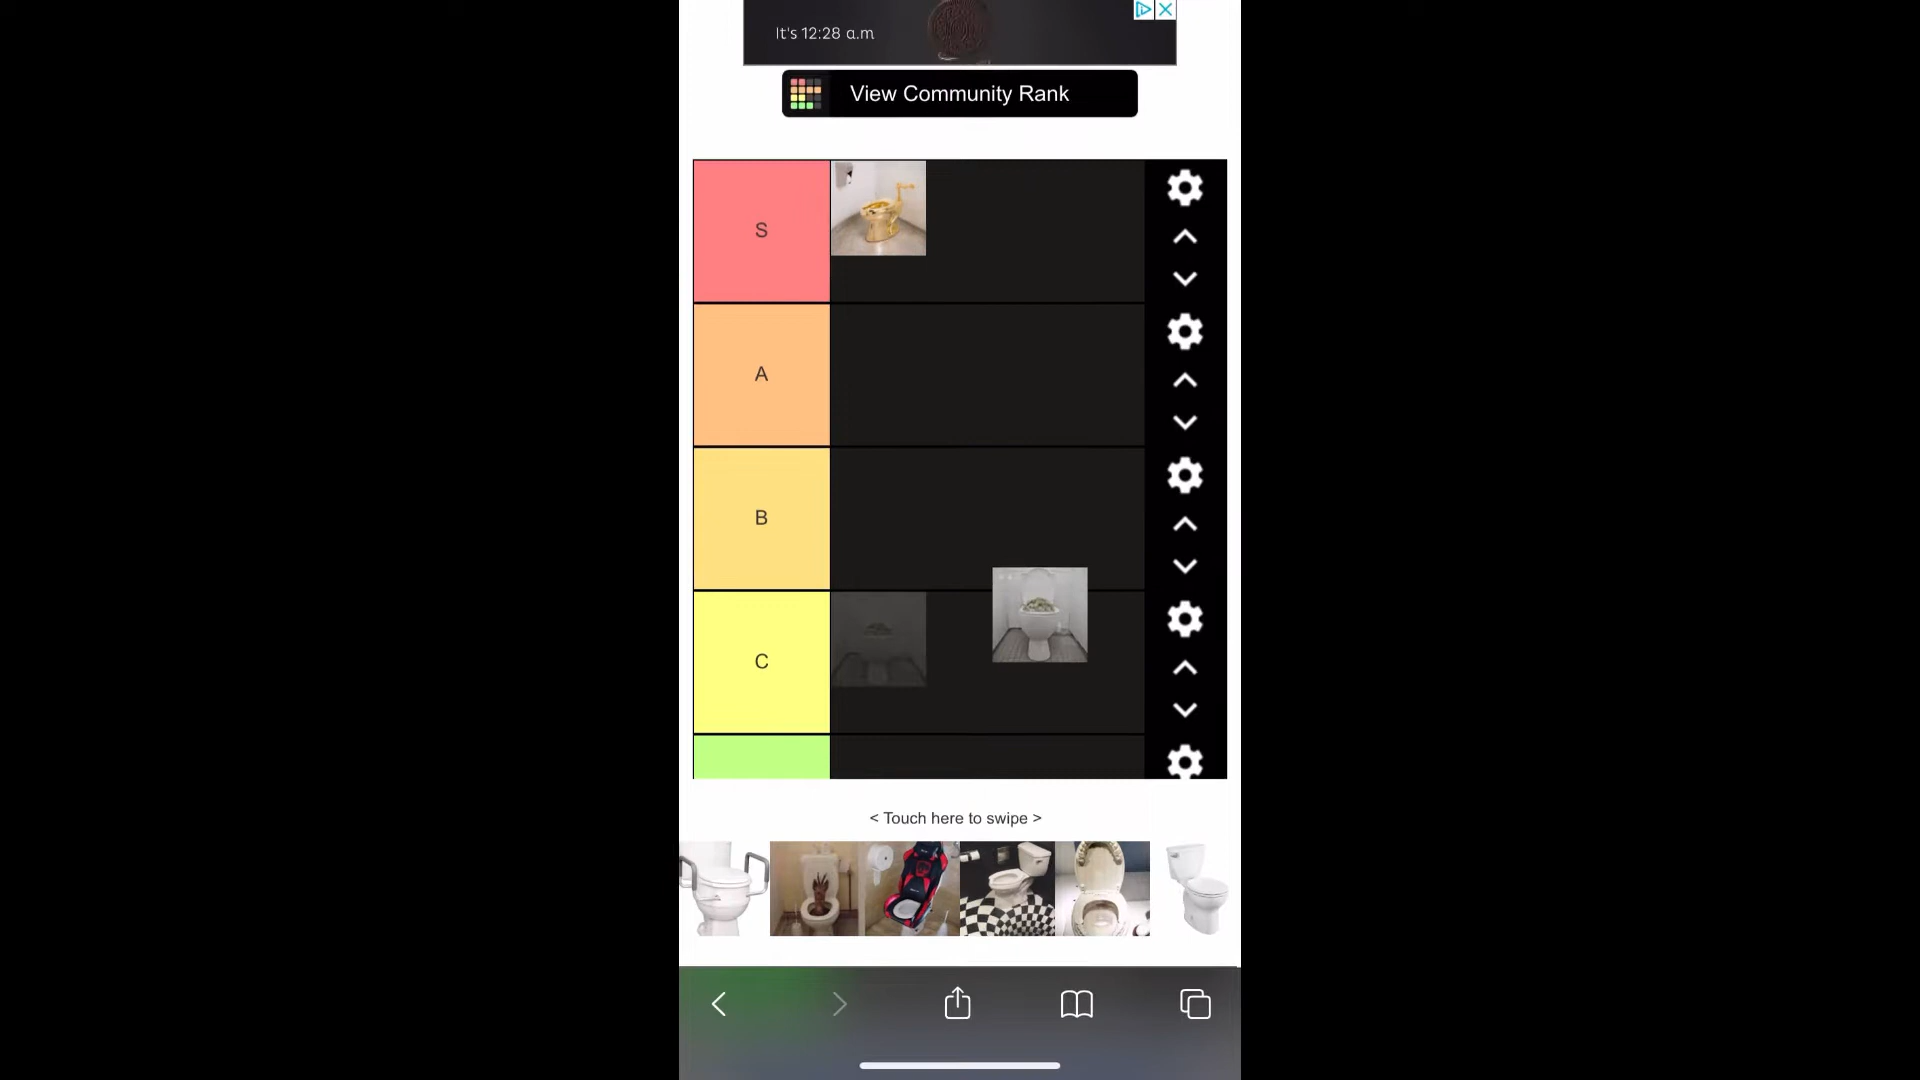 It's 12:28 a.m
View Community Rank
S
A
B
C
< Touch here to swipe >